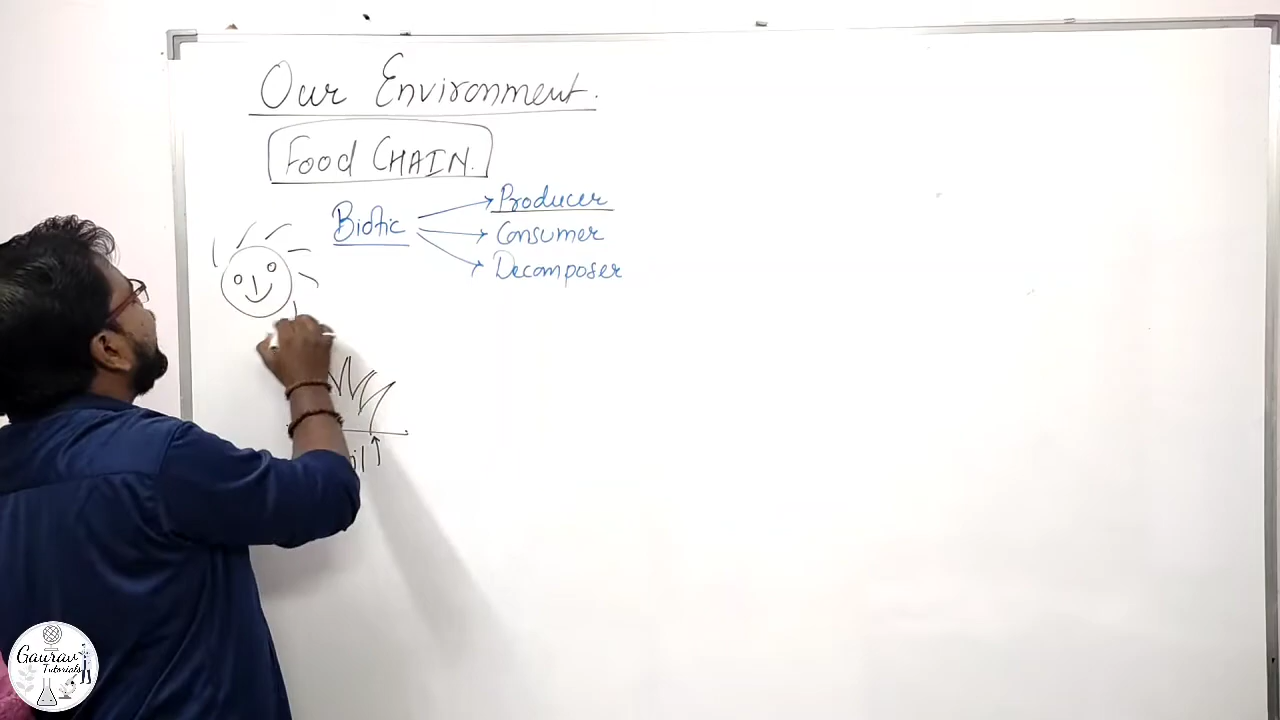 Our Environment.
Food CHAIN.
Biotic
Producer
Consumer
Decomposer
Gaurav
Tutorials